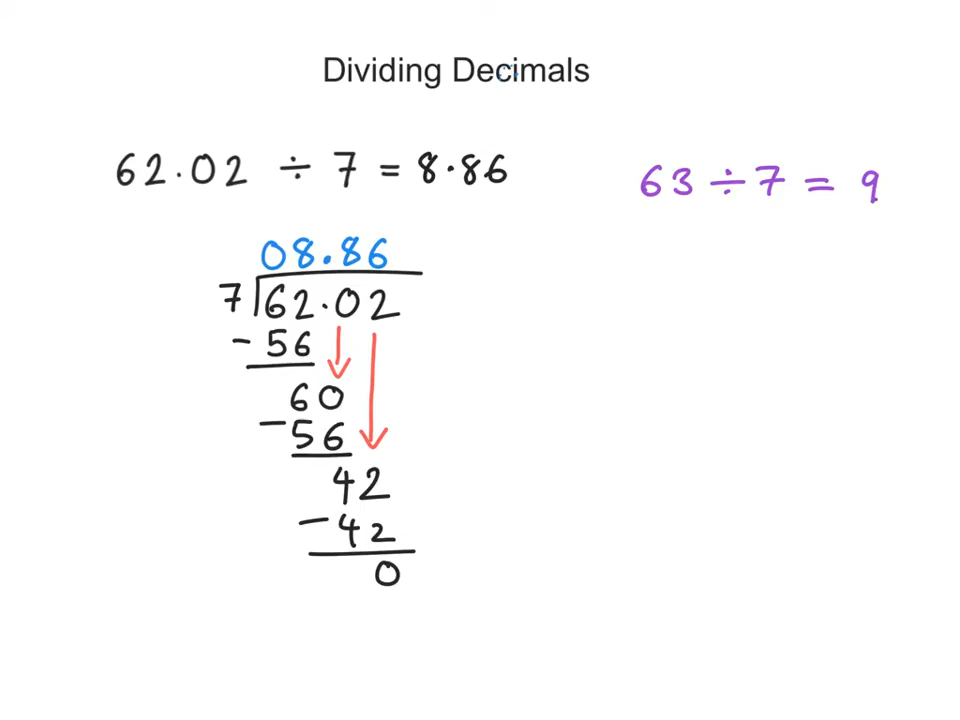 Dividing Decimals
62.02 ÷ 7 = 8.86
63 ÷ 7 = 9
08.86
7 62.02
- 56
60
- 56
42
- 42
0